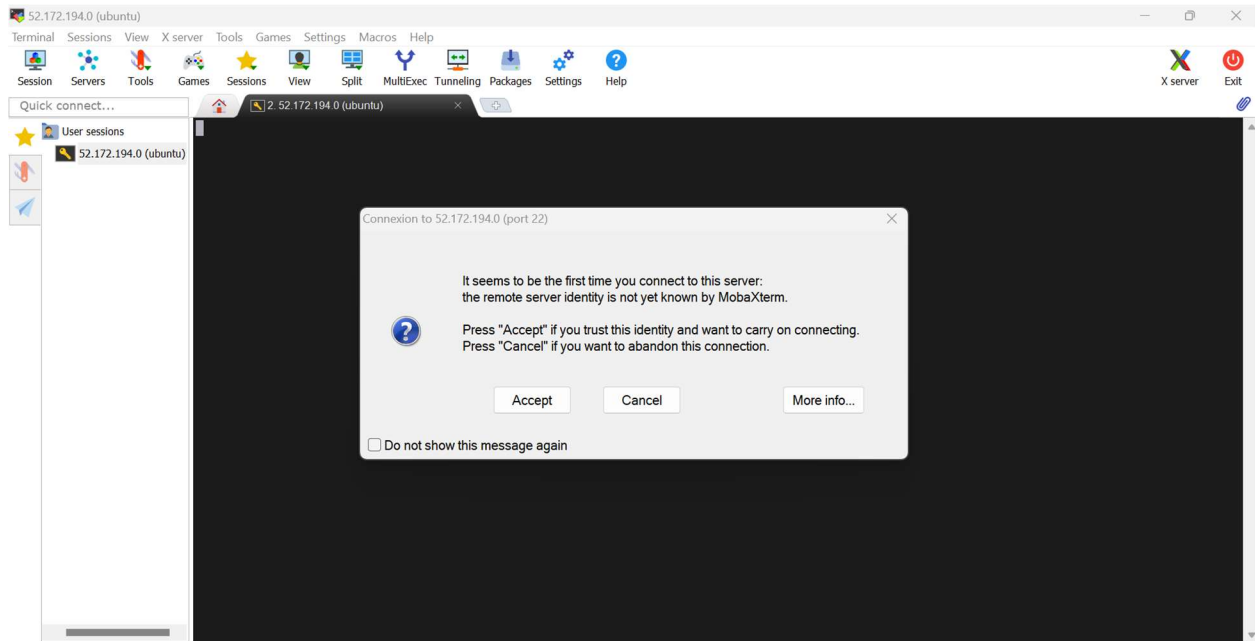 52.172.194.0 (ubuntu)
Terminal Sessions View X server Tools Games Settings Macros Help
Session Servers Tools Games Sessions View Split MultiExec Tunneling Packages Settings Help X server Exit
Quick connect... 2. 52.172.194.0 (ubuntu)
User sessions
52.172.194.0 (ubuntu)
Connexion to 52.172.194.0 (port 22)
It seems to be the first time you connect to this server:
the remote server identity is not yet known by MobaXterm.
Press "Accept" if you trust this identity and want to carry on connecting.
Press "Cancel" if you want to abandon this connection.
Accept Cancel More info...
Do not show this message again